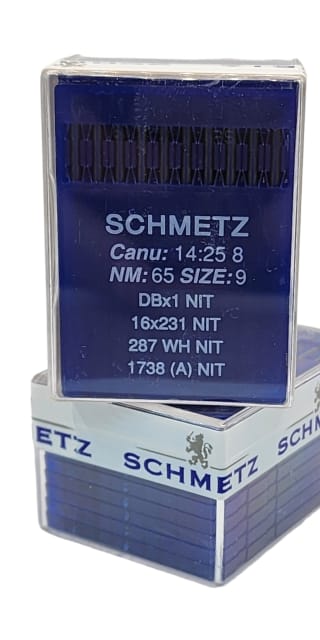 SCHMETZ
Canu: 14:25 8
NM: 65 SIZE: 9
DBx1 NIT
16x231 NIT
287 WH NIT
1738 (A) NIT
ETZ SCHMETZ SCHM